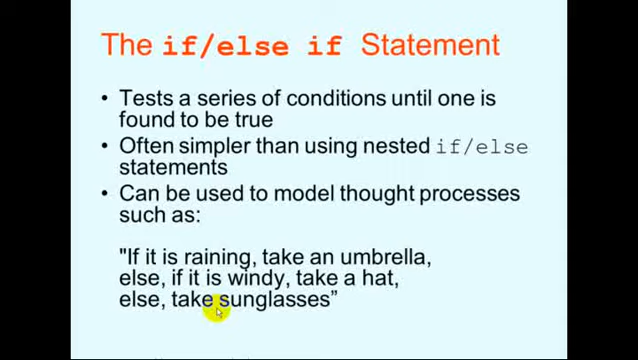 The if/else if Statement
• Tests a series of conditions until one is
found to be true
• Often simpler than using nested if/else
statements
• Can be used to model thought processes
such as:
"If it is raining, take an umbrella,
else, if it is windy, take a hat,
else, take sunglasses”